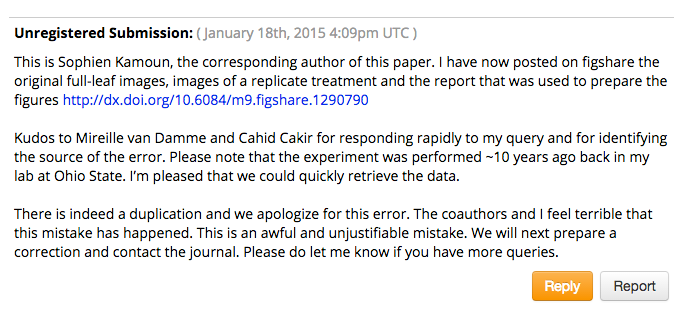 Unregistered Submission: ( January 18th, 2015 4:09pm UTC )
This is Sophien Kamoun, the corresponding author of this paper. I have now posted on figshare the
original full-leaf images, images of a replicate treatment and the report that was used to prepare the
figures http://dx.doi.org/10.6084/m9.figshare.1290790
Kudos to Mireille van Damme and Cahid Cakir for responding rapidly to my query and for identifying
the source of the error. Please note that the experiment was performed ~10 years ago back in my
lab at Ohio State. I'm pleased that we could quickly retrieve the data.
There is indeed a duplication and we apologize for this error. The coauthors and I feel terrible that
this mistake has happened. This is an awful and unjustifiable mistake. We will next prepare a
correction and contact the journal. Please do let me know if you have more queries.
Reply Report